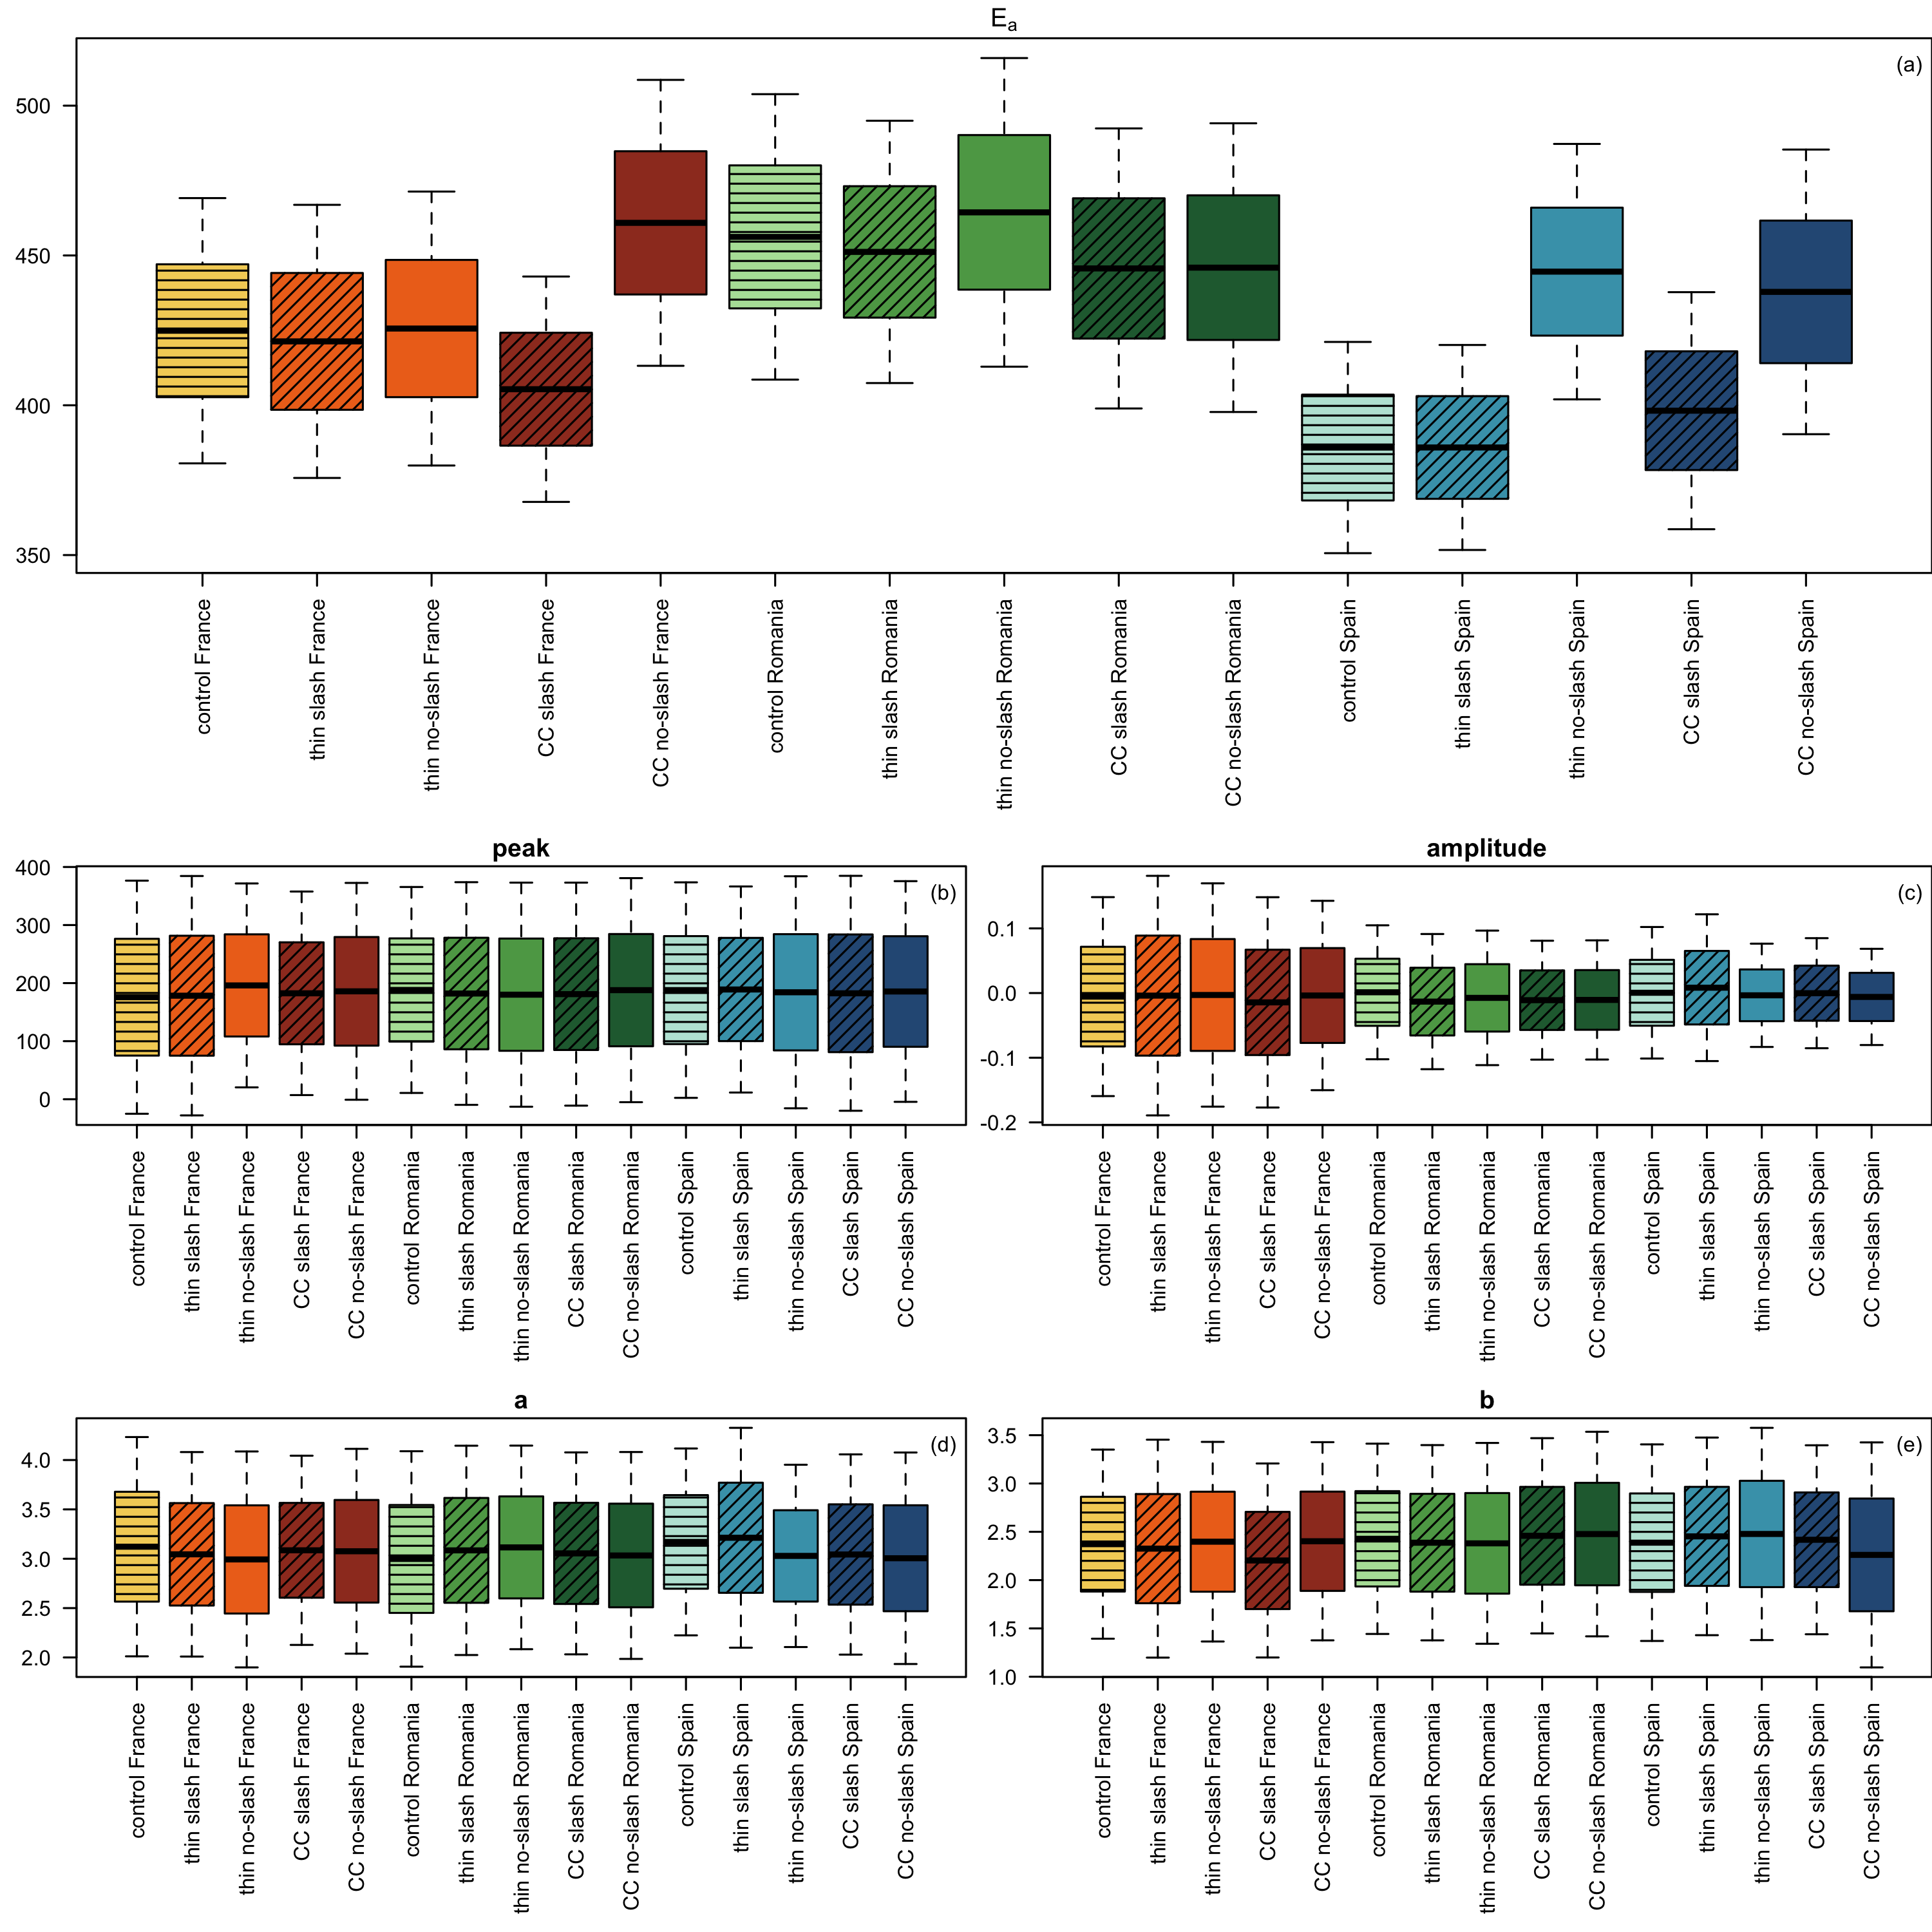 Eₐ
(a)
500
450
400
350
control France
thin slash France
thin no-slash France
CC slash France
CC no-slash France
control Romania
thin slash Romania
thin no-slash Romania
CC slash Romania
CC no-slash Romania
control Spain
thin slash Spain
thin no-slash Spain
CC slash Spain
CC no-slash Spain
peak
(b)
400
300
200
100
0
control France
thin slash France
thin no-slash France
CC slash France
CC no-slash France
control Romania
thin slash Romania
thin no-slash Romania
CC slash Romania
CC no-slash Romania
control Spain
thin slash Spain
thin no-slash Spain
CC slash Spain
CC no-slash Spain
amplitude
(c)
0.1
0.0
-0.1
-0.2
control France
thin slash France
thin no-slash France
CC slash France
CC no-slash France
control Romania
thin slash Romania
thin no-slash Romania
CC slash Romania
CC no-slash Romania
control Spain
thin slash Spain
thin no-slash Spain
CC slash Spain
CC no-slash Spain
a
(d)
4.0
3.5
3.0
2.5
2.0
control France
thin slash France
thin no-slash France
CC slash France
CC no-slash France
control Romania
thin slash Romania
thin no-slash Romania
CC slash Romania
CC no-slash Romania
control Spain
thin slash Spain
thin no-slash Spain
CC slash Spain
CC no-slash Spain
b
(e)
3.5
3.0
2.5
2.0
1.5
1.0
control France
thin slash France
thin no-slash France
CC slash France
CC no-slash France
control Romania
thin slash Romania
thin no-slash Romania
CC slash Romania
CC no-slash Romania
control Spain
thin slash Spain
thin no-slash Spain
CC slash Spain
CC no-slash Spain